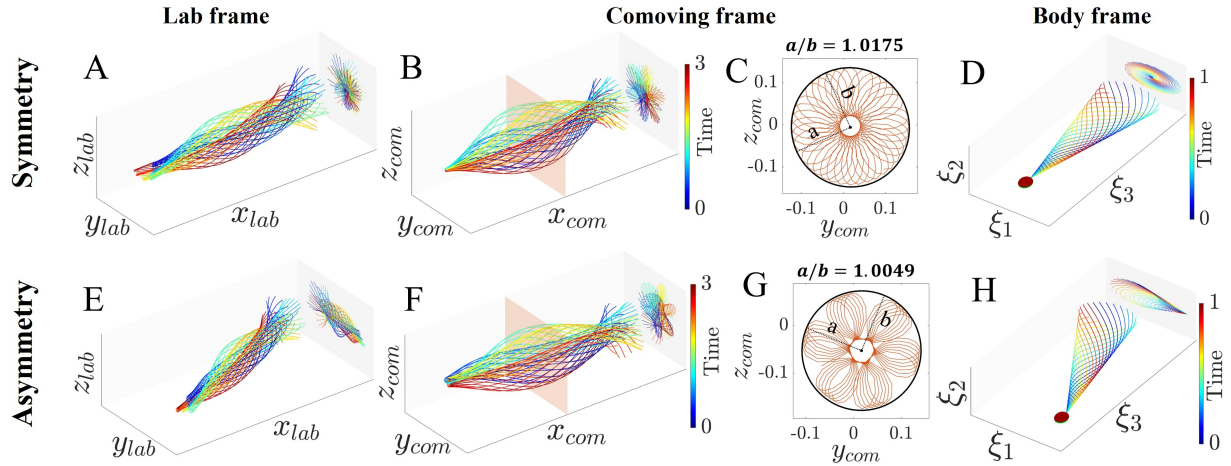 Lab frame
Comoving frame
Body frame
Symmetry
A
z_lab
y_lab
x_lab
B
z_com
y_com
x_com
3
Time
0
a/b = 1.0175
C
z_com
0.1
0
-0.1
a
b
-0.1
0
0.1
y_com
D
ξ_2
ξ_1
ξ_3
1
Time
0
Asymmetry
E
z_lab
y_lab
x_lab
F
z_com
y_com
x_com
3
Time
0
a/b = 1.0049
G
z_com
0
-0.1
a
b
-0.1
0
0.1
y_com
H
ξ_2
ξ_1
ξ_3
1
Time
0